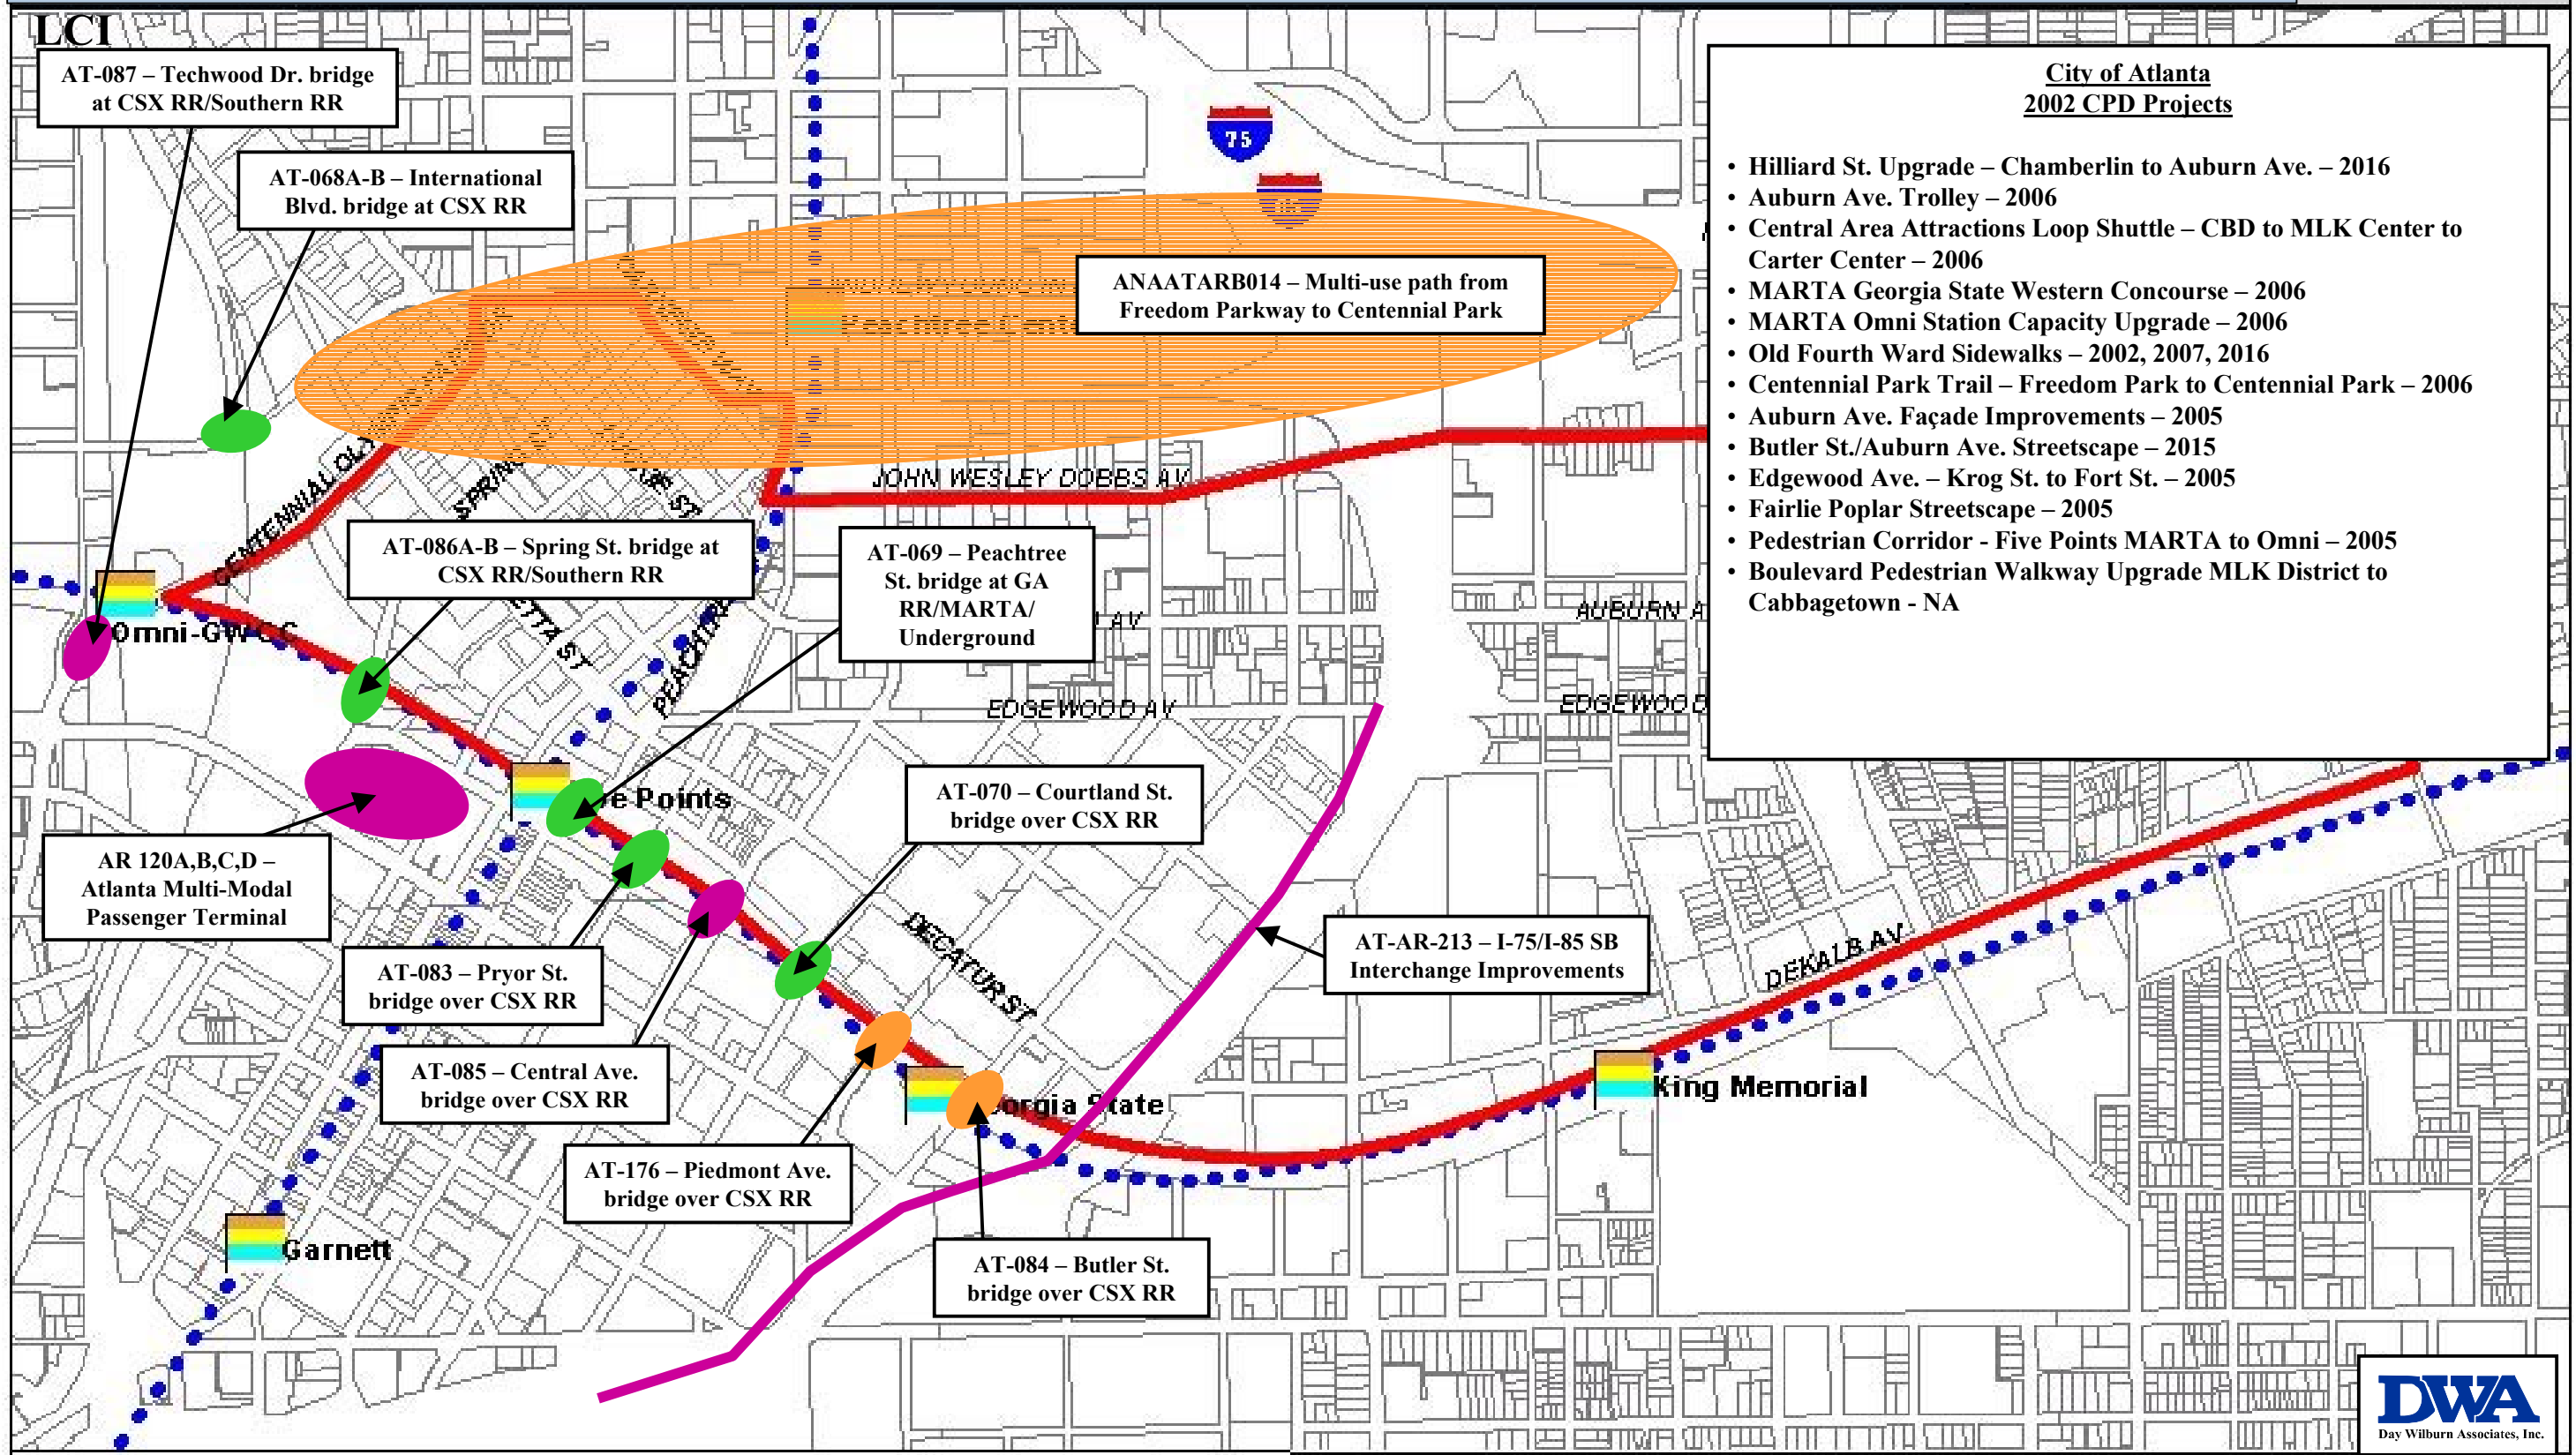 LCI
AT-087 – Techwood Dr. bridge
at CSX RR/Southern RR
AT-068A-B – International
Blvd. bridge at CSX RR
75
ANAATARB014 – Multi-use path from
Freedom Parkway to Centennial Park
City of Atlanta
2002 CPD Projects
• Hilliard St. Upgrade – Chamberlin to Auburn Ave. – 2016
• Auburn Ave. Trolley – 2006
• Central Area Attractions Loop Shuttle – CBD to MLK Center to
Carter Center – 2006
• MARTA Georgia State Western Concourse – 2006
• MARTA Omni Station Capacity Upgrade – 2006
• Old Fourth Ward Sidewalks – 2002, 2007, 2016
• Centennial Park Trail – Freedom Park to Centennial Park – 2006
• Auburn Ave. Façade Improvements – 2005
• Butler St./Auburn Ave. Streetscape – 2015
• Edgewood Ave. – Krog St. to Fort St. – 2005
• Fairlie Poplar Streetscape – 2005
• Pedestrian Corridor - Five Points MARTA to Omni – 2005
• Boulevard Pedestrian Walkway Upgrade MLK District to
Cabbagetown - NA
CENTENNIAL OL
SPRING
ST
JOHN WESLEY DOBBS AV
AT-086A-B – Spring St. bridge at
CSX RR/Southern RR
AT-069 – Peachtree
St. bridge at GA
RR/MARTA/
Underground
Omni-GWCC
ETTA ST
PEACHTRE
AV
AUBURN A
EDGEWOOD AV
EDGEWOOD
e Points
AT-070 – Courtland St.
bridge over CSX RR
AR 120A,B,C,D –
Atlanta Multi-Modal
Passenger Terminal
DECATUR ST
AT-AR-213 – I-75/I-85 SB
Interchange Improvements
DEKALB AV
AT-083 – Pryor St.
bridge over CSX RR
AT-085 – Central Ave.
bridge over CSX RR
orgia State
King Memorial
AT-176 – Piedmont Ave.
bridge over CSX RR
Garnett
AT-084 – Butler St.
bridge over CSX RR
DWA
Day Wilburn Associates, Inc.